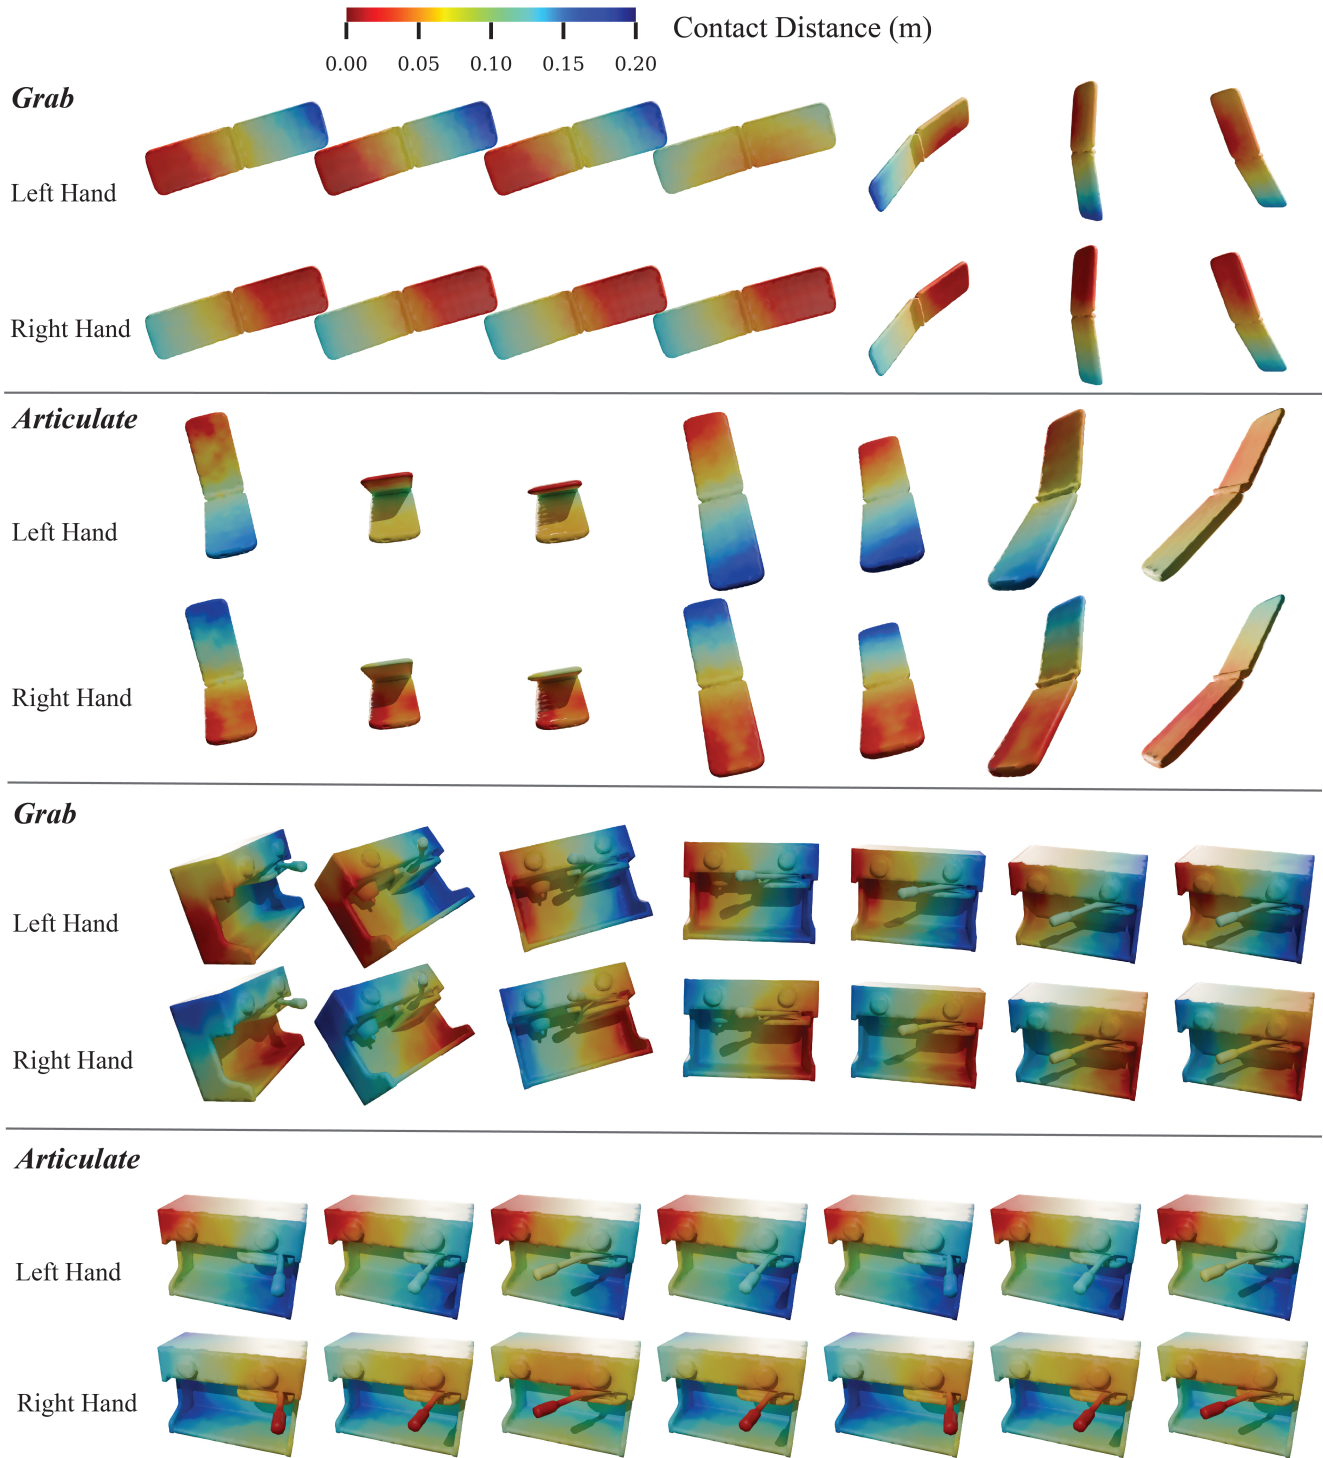 Contact Distance (m)
0.00 0.05 0.10 0.15 0.20
Grab
Left Hand
Right Hand
Articulate
Left Hand
Right Hand
Grab
Left Hand
Right Hand
Articulate
Left Hand
Right Hand